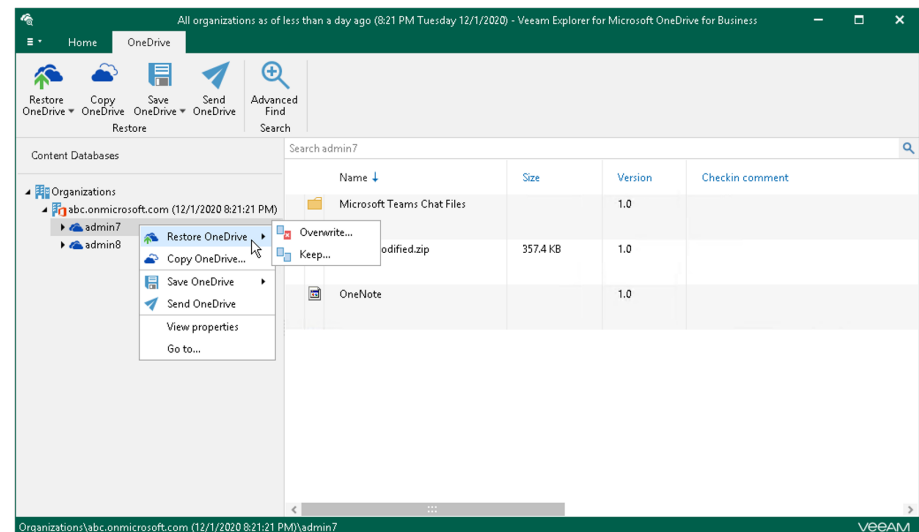 All organizations as of less than a day ago (8:21 PM Tuesday 12/1/2020) - Veeam Explorer for Microsoft OneDrive for Business
Home OneDrive
Restore OneDrive
Copy OneDrive
Save OneDrive
Send OneDrive
Advanced Find
Restore
Search
Content Databases
Search admin7
Organizations
abc.onmicrosoft.com (12/1/2020 8:21:21 PM)
admin7
admin8
Restore OneDrive
Copy OneDrive...
Save OneDrive
Send OneDrive
View properties
Go to...
Overwrite...
Keep...
Name Size Version Checkin comment
Microsoft Teams Chat Files 1.0
odified.zip 357.4 KB 1.0
OneNote 1.0
Organizations\abc.onmicrosoft.com (12/1/2020 8:21:21 PM)\admin7
VEEAM